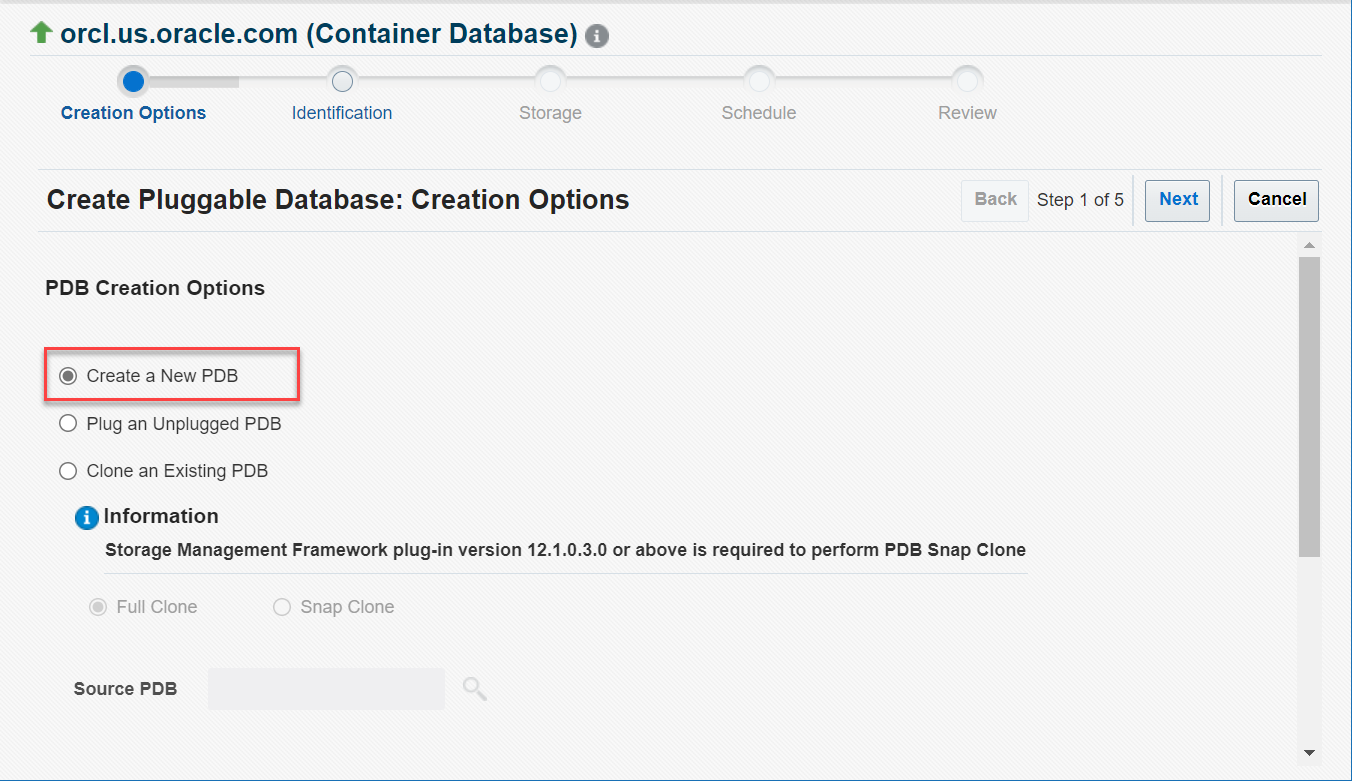 orcl.us.oracle.com (Container Database)
Creation Options Identification Storage Schedule Review
Create Pluggable Database: Creation Options Back Step 1 of 5 Next Cancel
PDB Creation Options
Create a New PDB
Plug an Unplugged PDB
Clone an Existing PDB
Information
Storage Management Framework plug-in version 12.1.0.3.0 or above is required to perform PDB Snap Clone
Full Clone Snap Clone
Source PDB